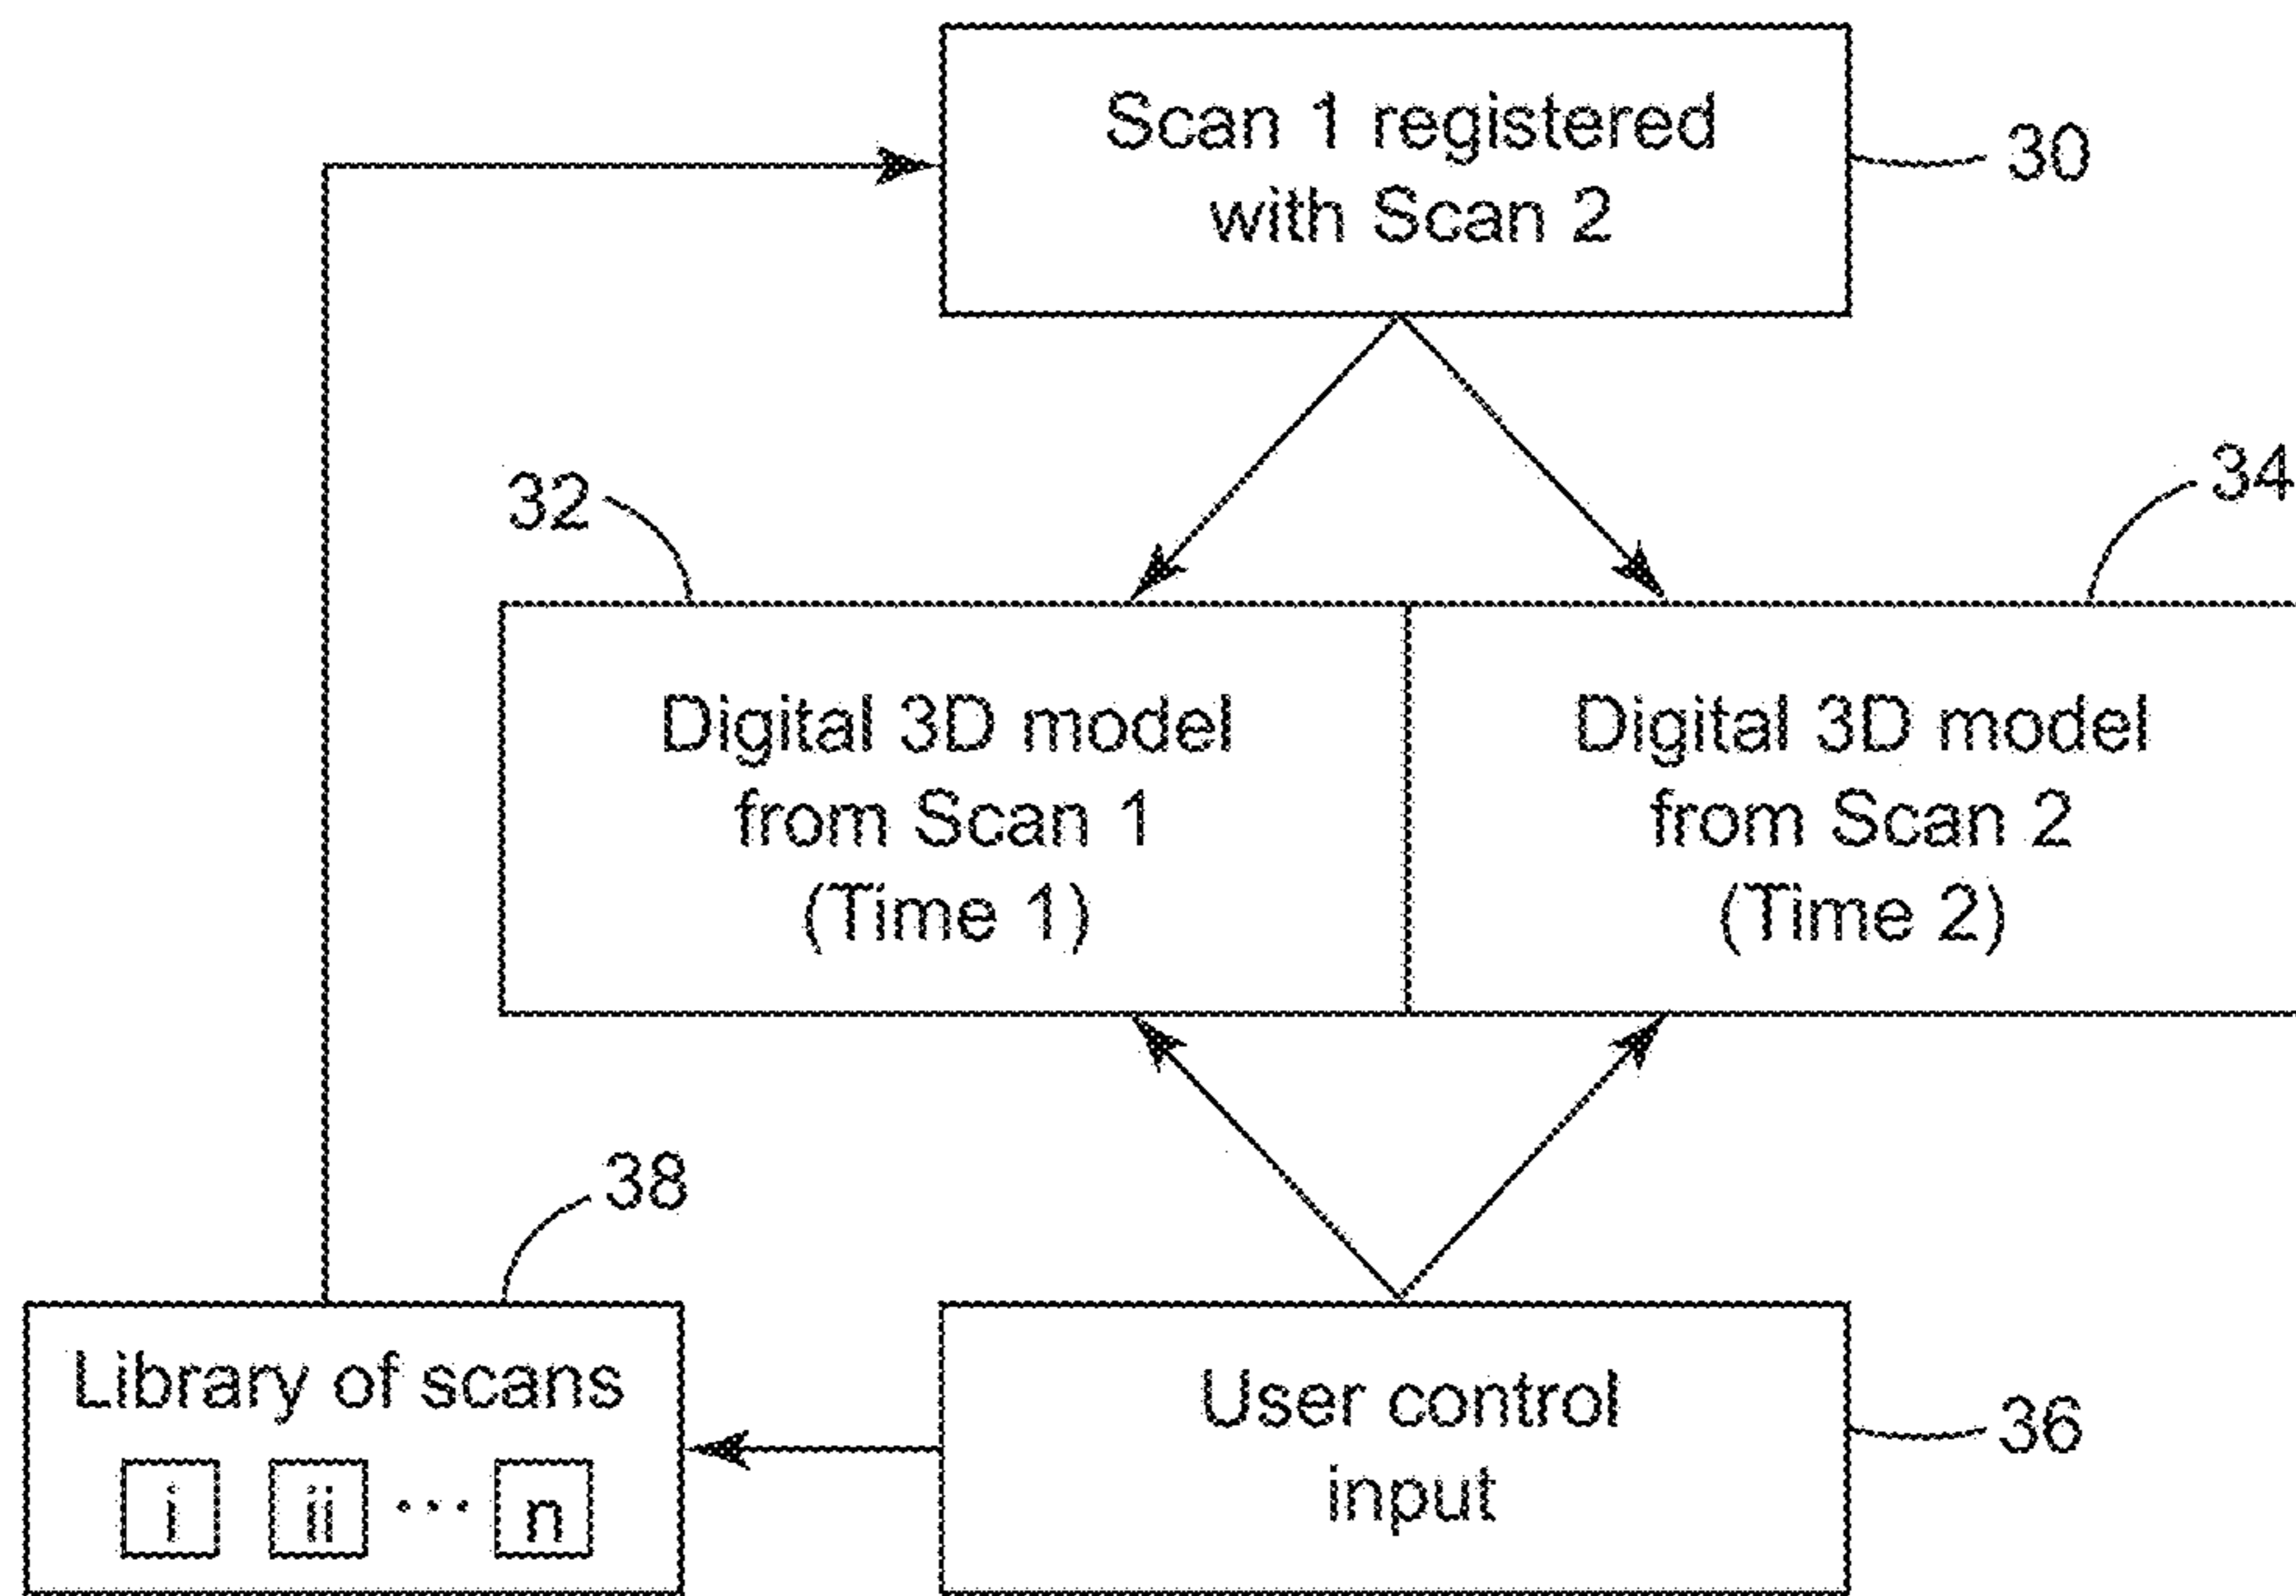 Scan 1 registered
with Scan 2
30
32
34
Digital 3D model
from Scan 1
(Time 1)
Digital 3D model
from Scan 2
(Time 2)
38
Library of scans
i ii ... n
User control
input
36